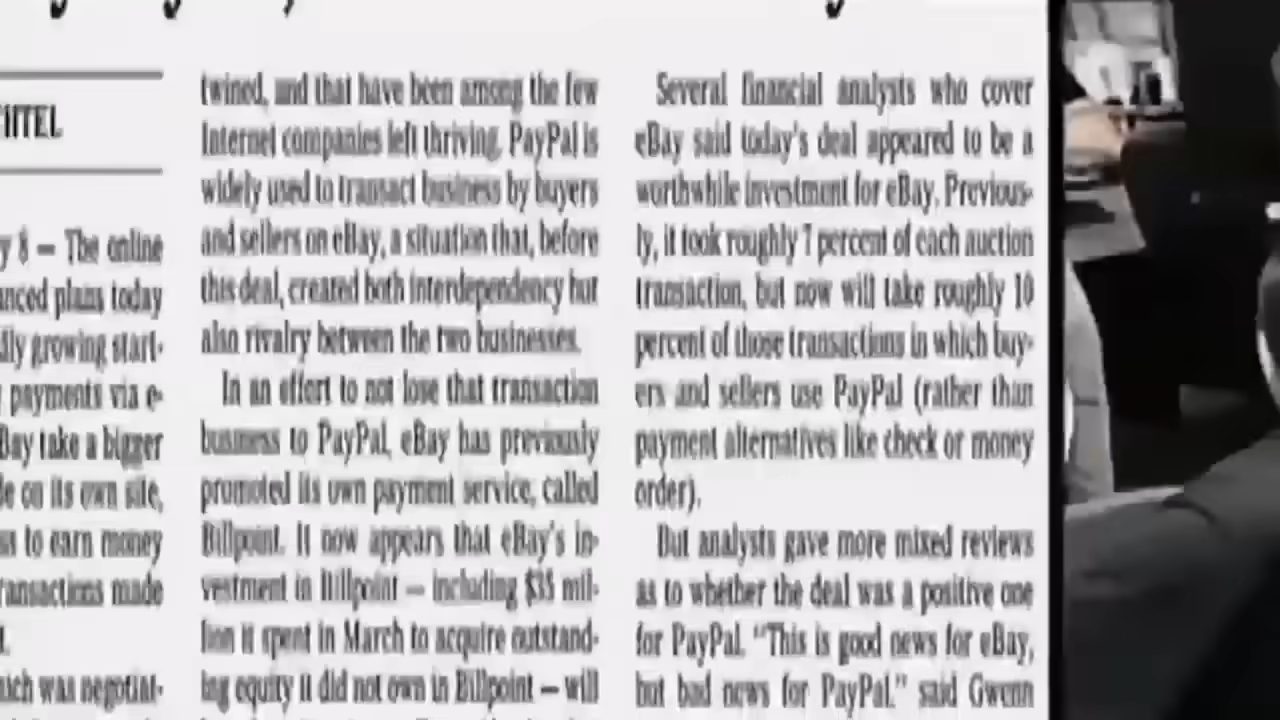 HTEL
y 8 — The online
anced plans today
dly growing start-
payments via e-
Bay take a bigger
de on its own site,
ss to earn money
ransactions made
ach was negotiat-
twined, and that have been among the few
Internet companies left thriving. PayPal is
widely used to transact business by buyers
and sellers on eBay, a situation that, before
this deal, created both interdependency but
also rivalry between the two businesses.
In an effort to not lose that transaction
business to PayPal, eBay has previously
promoted its own payment service, called
Billpoint. It now appears that eBay's in-
vestment in Billpoint — including $35 mil-
lion it spent in March to acquire outstand-
ing equity it did not own in Billpoint — will
Several financial analysts who cover
eBay said today's deal appeared to be a
worthwhile investment for eBay. Previous-
ly, it took roughly 7 percent of each auction
transaction, but now will take roughly 10
percent of those transactions in which buy-
ers and sellers use PayPal (rather than
payment alternatives like check or money
order).
But analysts gave more mixed reviews
as to whether the deal was a positive one
for PayPal. "This is good news for eBay,
but bad news for PayPal." said Gwenn